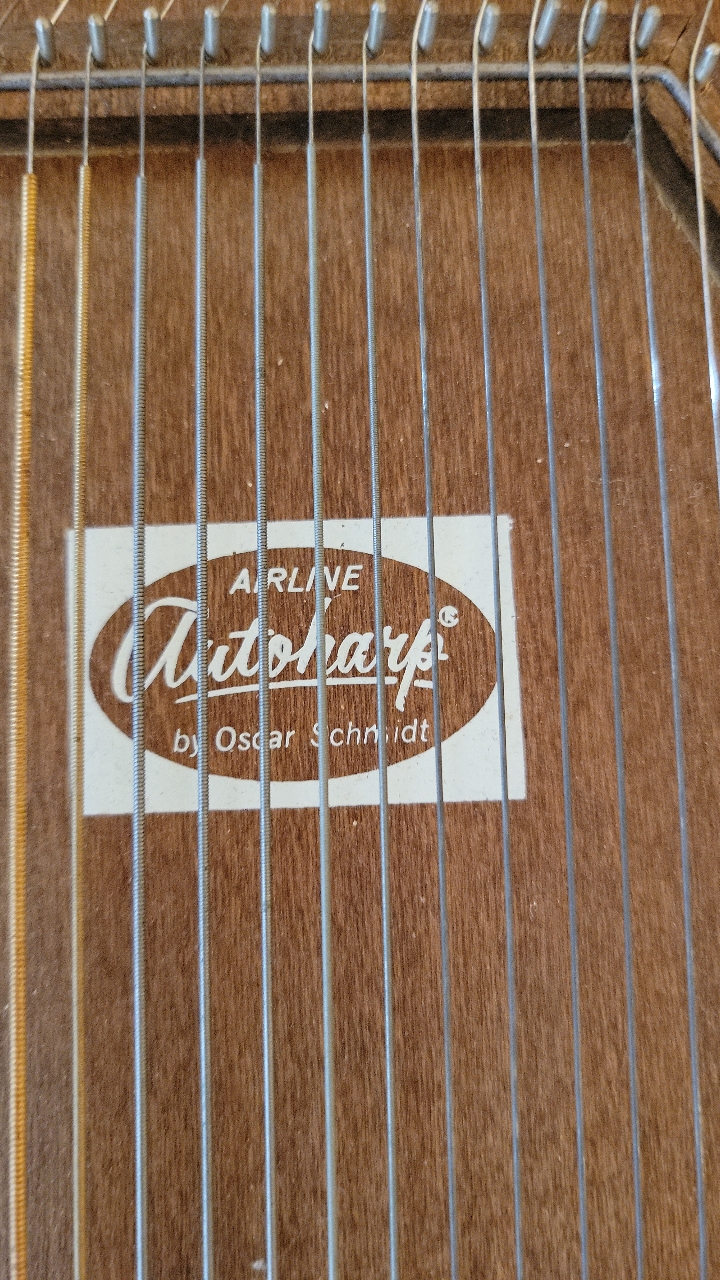 AIRLINE
Autoharp®
by Oscar Schmidt